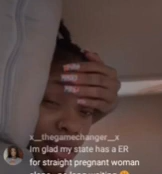 x__thegamechanger__x
Im glad my state has a ER
for straight pregnant woman